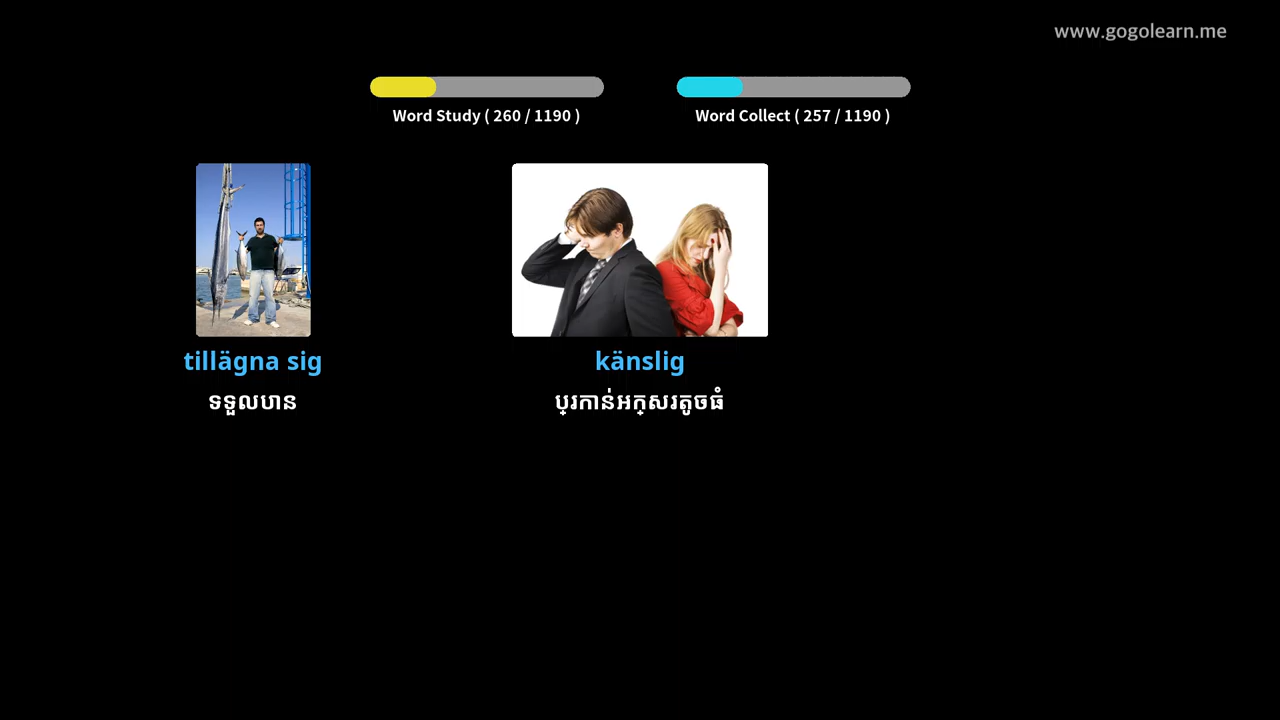 www.gogolearn.me
Word Study ( 260 / 1190 )
Word Collect ( 257 / 1190 )
tillägna sig
känslig
ទទួលបាន
ប្រកាន់អក្សរតូចធំ